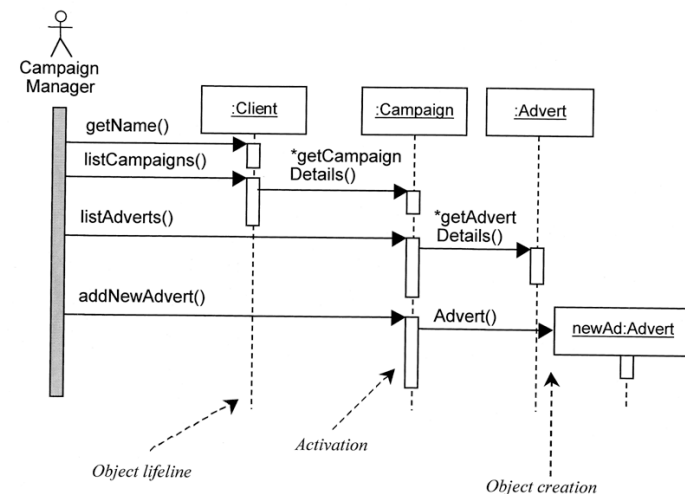 Campaign
Manager
:Client
:Campaign
:Advert
getName()
listCampaigns()
*getCampaign
Details()
listAdverts()
*getAdvert
Details()
addNewAdvert()
Advert()
newAd:Advert
Object lifeline
Activation
Object creation